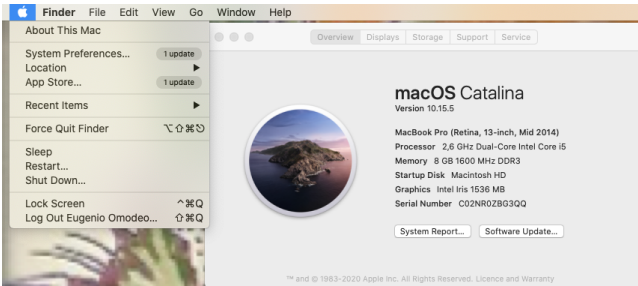 Finder File Edit View Go Window Help
About This Mac
System Preferences... 1 update
Location
App Store... 1 update
Recent Items
Force Quit Finder ⌥⇧⌘⎋
Sleep
Restart...
Shut Down...
Lock Screen ^⌘Q
Log Out Eugenio Omodeo... ⇧⌘Q
Overview Displays Storage Support Service
macOS Catalina
Version 10.15.5
MacBook Pro (Retina, 13-inch, Mid 2014)
Processor 2,6 GHz Dual-Core Intel Core i5
Memory 8 GB 1600 MHz DDR3
Startup Disk Macintosh HD
Graphics Intel Iris 1536 MB
Serial Number C02NR0ZBG3QQ
System Report... Software Update...
™ and © 1983-2020 Apple Inc. All Rights Reserved. Licence and Warranty